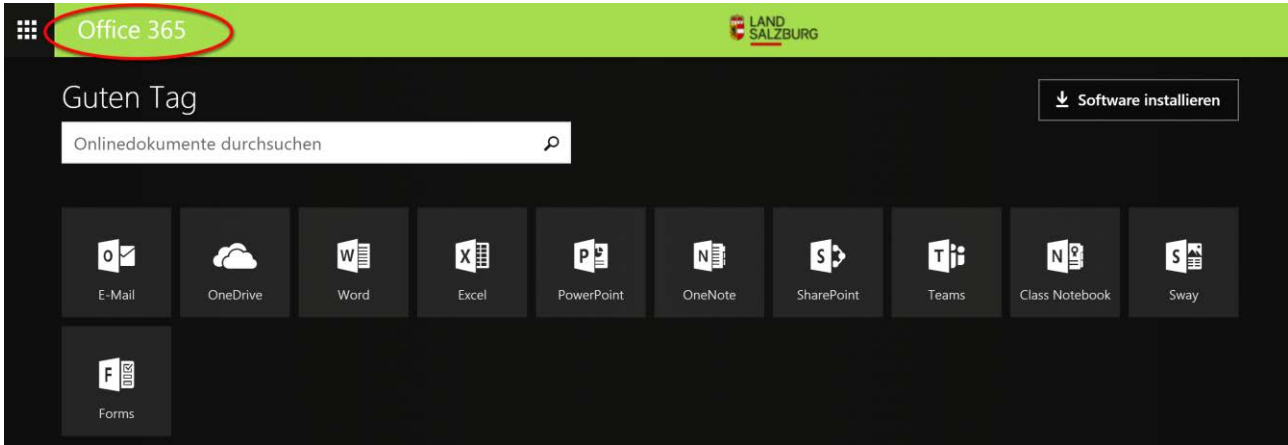 Office 365
LAND
SALZBURG
Guten Tag
Software installieren
Onlinedokumente durchsuchen
E-Mail
OneDrive
Word
Excel
PowerPoint
OneNote
SharePoint
Teams
Class Notebook
Sway
Forms